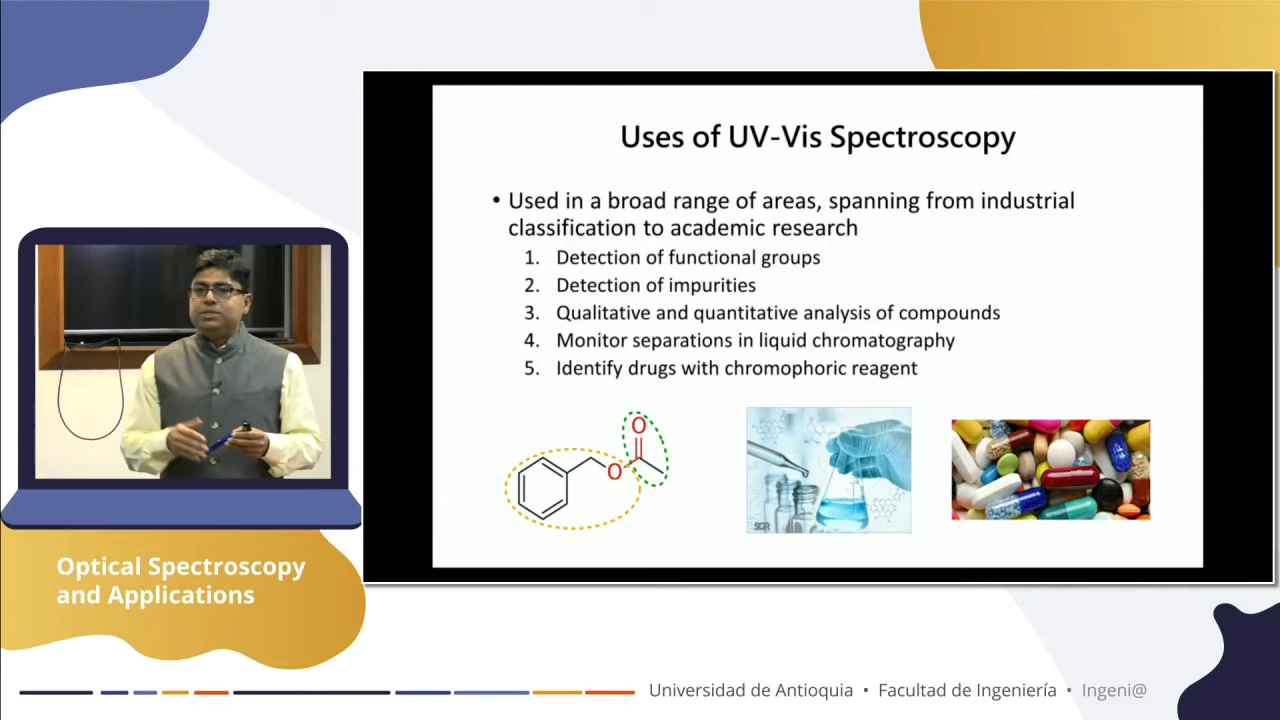 Uses of UV-Vis Spectroscopy
• Used in a broad range of areas, spanning from industrial
classification to academic research
1. Detection of functional groups
2. Detection of impurities
3. Qualitative and quantitative analysis of compounds
4. Monitor separations in liquid chromatography
5. Identify drugs with chromophoric reagent
O
O
SGR
Optical Spectroscopy
and Applications
Universidad de Antioquia • Facultad de Ingeniería • Ingeni@